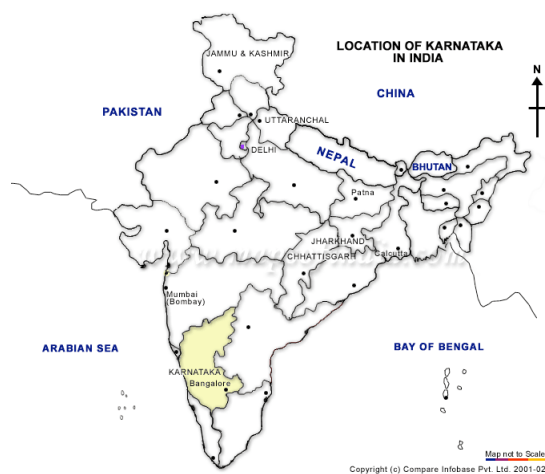 LOCATION OF KARNATAKA
IN INDIA
N
JAMMU & KASHMIR
CHINA
PAKISTAN
UTTARANCHAL
DELHI
NEPAL
BHUTAN
Patna
JHARKHAND
CHHATTISGARH
Calcutta
Mumbai
(Bombay)
ARABIAN SEA
BAY OF BENGAL
KARNATAKA
Bangalore
Map not to Scale
Copyright (c) Compare Infobase Pvt. Ltd. 2001-02